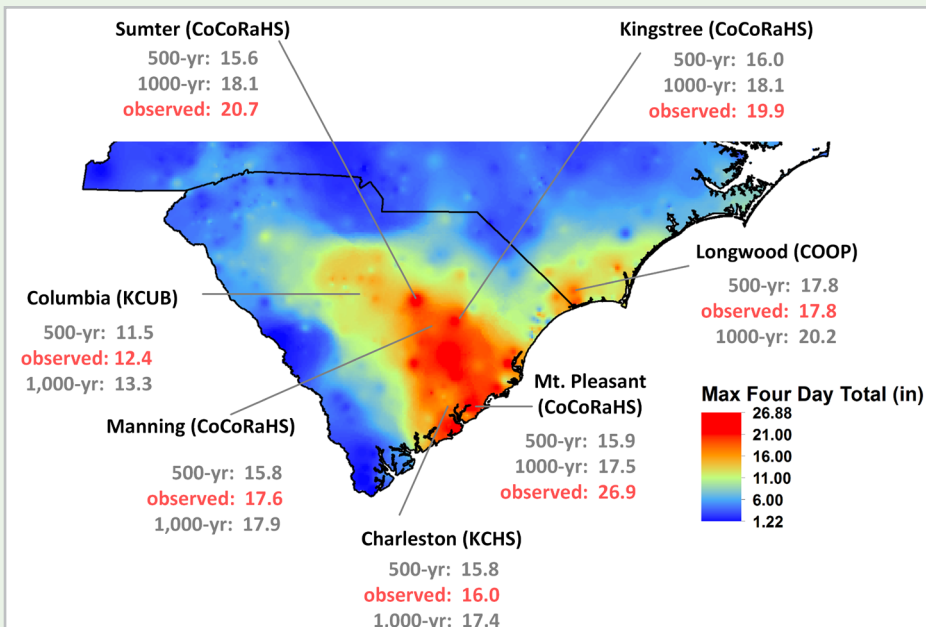 Sumter (CoCoRaHS)
500-yr: 15.6
1000-yr: 18.1
observed: 20.7
Kingstree (CoCoRaHS)
500-yr: 16.0
1000-yr: 18.1
observed: 19.9
Longwood (COOP)
500-yr: 17.8
observed: 17.8
1000-yr: 20.2
Columbia (KCUB)
500-yr: 11.5
observed: 12.4
1,000-yr: 13.3
Manning (CoCoRaHS)
500-yr: 15.8
observed: 17.6
1,000-yr: 17.9
Mt. Pleasant
(CoCoRaHS)
500-yr: 15.9
1000-yr: 17.5
observed: 26.9
Max Four Day Total (in)
26.88
21.00
16.00
11.00
6.00
1.22
Charleston (KCHS)
500-yr: 15.8
observed: 16.0
1,000-yr: 17.4